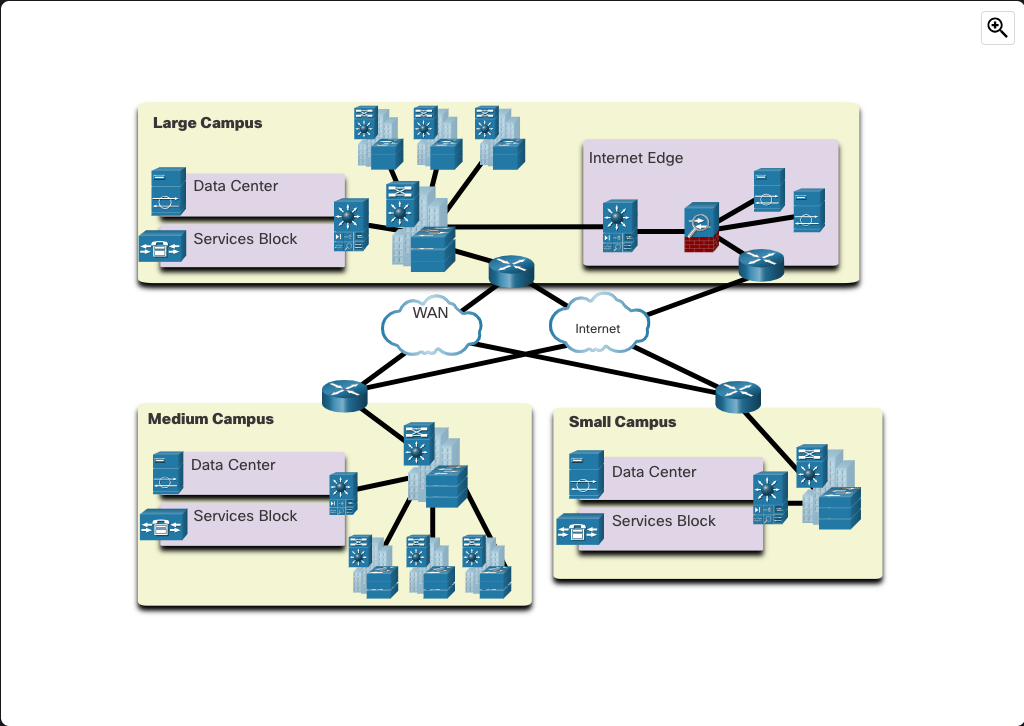 Large Campus
Data Center
Services Block
Internet Edge
WAN
Internet
Medium Campus
Data Center
Services Block
Small Campus
Data Center
Services Block